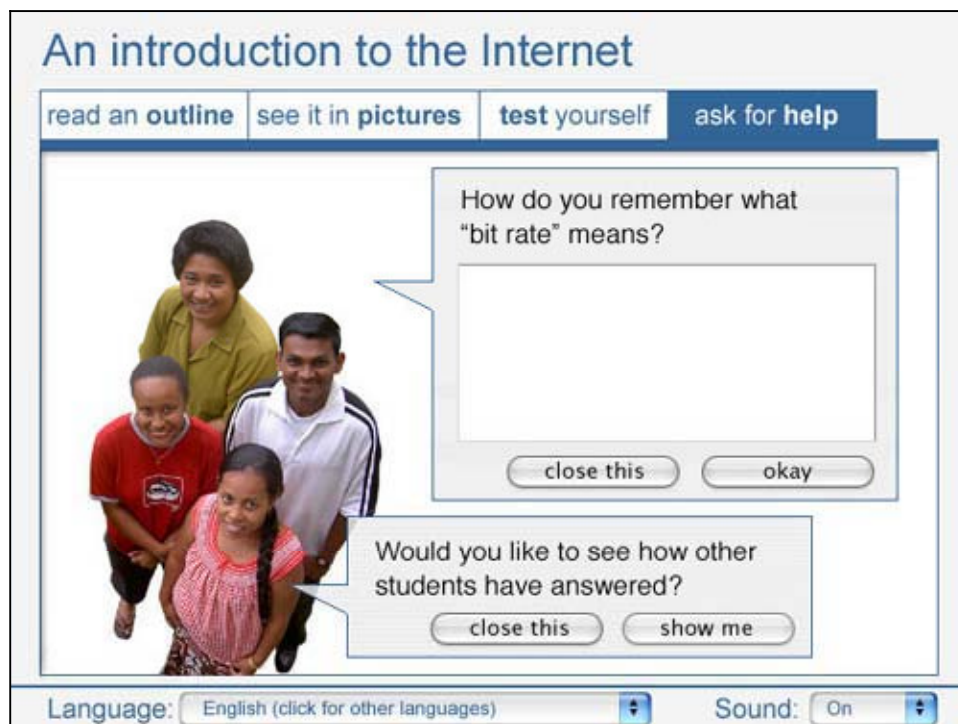 An introduction to the Internet
read an outline
see it in pictures
test yourself
ask for help
How do you remember what
“bit rate” means?
close this
okay
Would you like to see how other
students have answered?
close this
show me
Language: English (click for other languages)
Sound: On